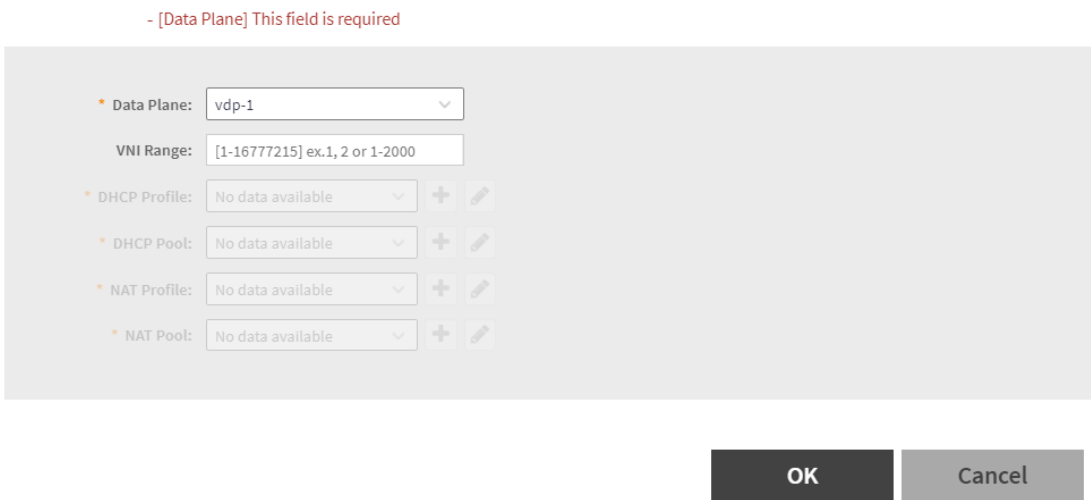 - [Data Plane] This field is required
* Data Plane: vdp-1
VNI Range: [1-16777215] ex.1, 2 or 1-2000
* DHCP Profile: No data available
* DHCP Pool: No data available
* NAT Profile: No data available
* NAT Pool: No data available
OK Cancel